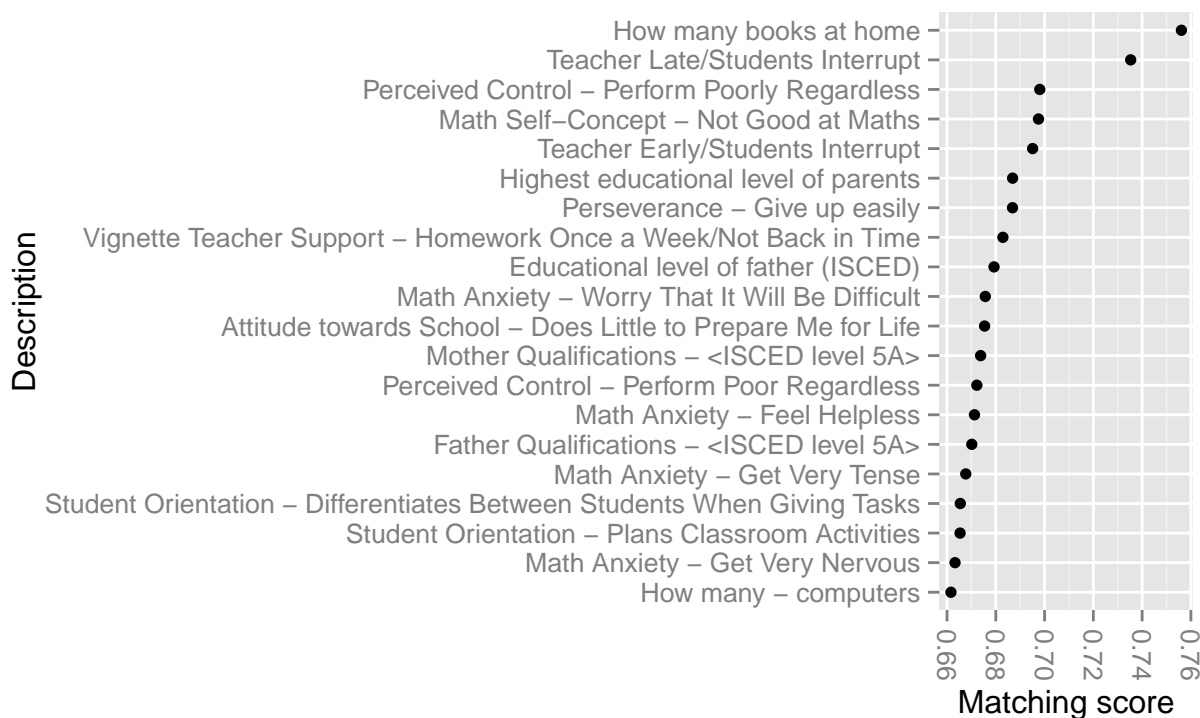 How many books at home
Teacher Late/Students Interrupt
Perceived Control − Perform Poorly Regardless
Math Self−Concept − Not Good at Maths
Teacher Early/Students Interrupt
Highest educational level of parents
Perseverance − Give up easily
Vignette Teacher Support − Homework Once a Week/Not Back in Time
Educational level of father (ISCED)
Math Anxiety − Worry That It Will Be Difficult
Attitude towards School − Does Little to Prepare Me for Life
Mother Qualifications − <ISCED level 5A>
Perceived Control − Perform Poor Regardless
Math Anxiety − Feel Helpless
Father Qualifications − <ISCED level 5A>
Math Anxiety − Get Very Tense
Student Orientation − Differentiates Between Students When Giving Tasks
Student Orientation − Plans Classroom Activities
Math Anxiety − Get Very Nervous
How many − computers
Description
0.66
0.68
0.70
0.72
0.74
0.76
Matching score